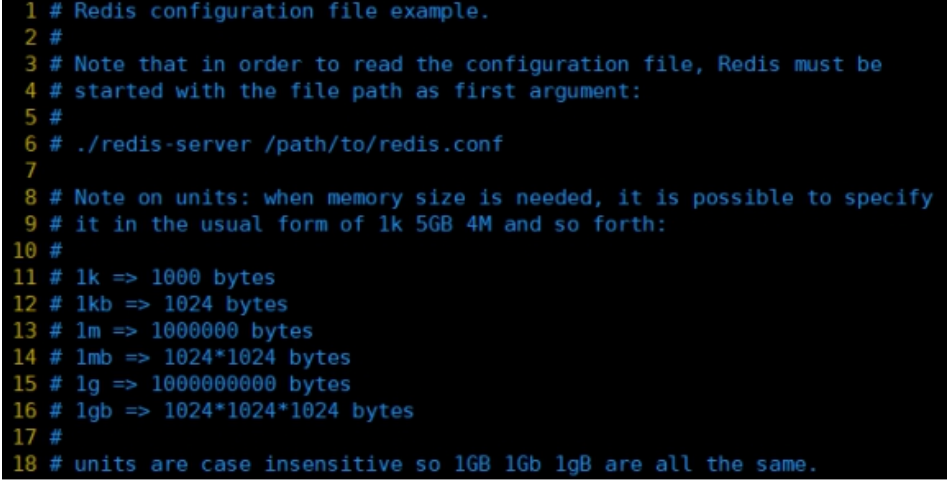 1 # Redis configuration file example.
2 #
3 # Note that in order to read the configuration file, Redis must be
4 # started with the file path as first argument:
5 #
6 # ./redis-server /path/to/redis.conf
7
8 # Note on units: when memory size is needed, it is possible to specify
9 # it in the usual form of 1k 5GB 4M and so forth:
10 #
11 # 1k => 1000 bytes
12 # 1kb => 1024 bytes
13 # 1m => 1000000 bytes
14 # 1mb => 1024*1024 bytes
15 # 1g => 1000000000 bytes
16 # 1gb => 1024*1024*1024 bytes
17 #
18 # units are case insensitive so 1GB 1Gb 1gB are all the same.